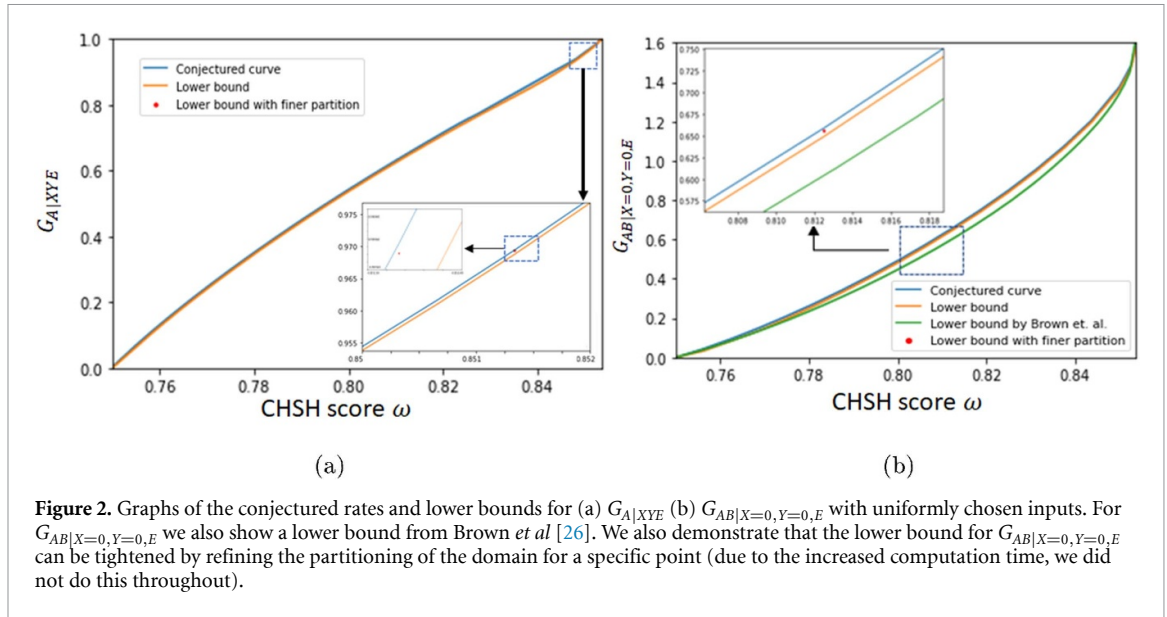 1.0
0.8
0.6
0.4
0.2
0.0
G_{A|XYE}
Conjectured curve
Lower bound
Lower bound with finer partition
0.975
0.970
0.965
0.960
0.955
0.85
0.851
0.852
0.76
0.78
0.80
0.82
0.84
CHSH score ω
(a)
1.6
1.4
1.2
1.0
0.8
0.6
0.4
0.2
0.0
G_{AB|X=0,Y=0,E}
0.750
0.725
0.700
0.675
0.650
0.625
0.600
0.575
0.808
0.810
0.812
0.814
0.816
0.818
Conjectured curve
Lower bound
Lower bound by Brown et. al.
Lower bound with finer partition
0.76
0.78
0.80
0.82
0.84
CHSH score ω
(b)
Figure 2. Graphs of the conjectured rates and lower bounds for (a) G_{A|XYE} (b) G_{AB|X=0,Y=0,E} with uniformly chosen inputs. For
G_{AB|X=0,Y=0,E} we also show a lower bound from Brown et al [26]. We also demonstrate that the lower bound for G_{AB|X=0,Y=0,E}
can be tightened by refining the partitioning of the domain for a specific point (due to the increased computation time, we did
not do this throughout).